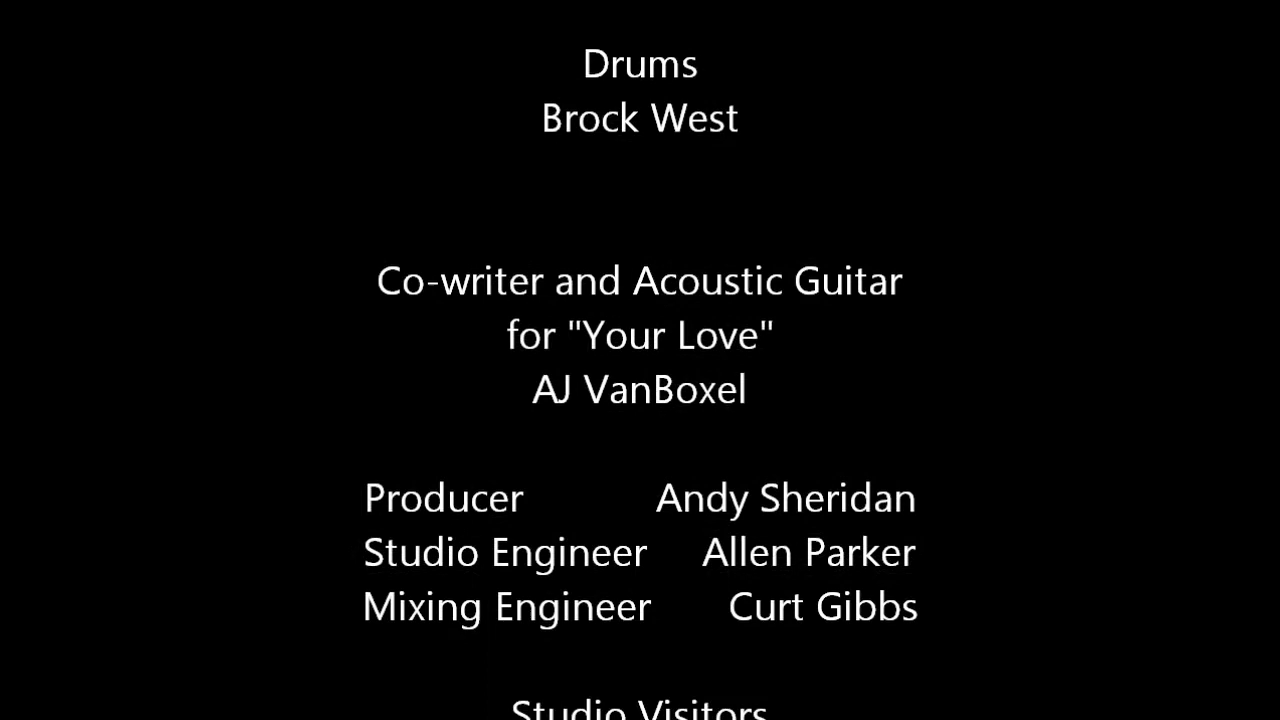 Drums
Brock West
Co-writer and Acoustic Guitar
for "Your Love"
AJ VanBoxel
Producer Andy Sheridan
Studio Engineer Allen Parker
Mixing Engineer Curt Gibbs
Studio Visitors